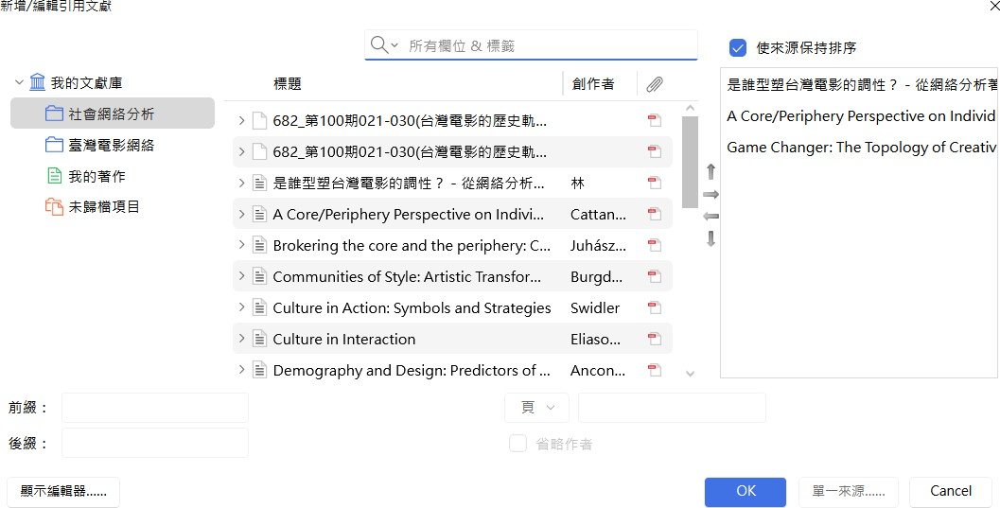 新增/編輯引用文獻
所有欄位 & 標籤
使來源保持排序
我的文獻庫
社會網絡分析
臺灣電影網絡
我的著作
未歸檔項目
標題 創作者
682_第100期021-030(台灣電影的歷史軌...
682_第100期021-030(台灣電影的歷史軌...
是誰型塑台灣電影的調性？－從網絡分析... 林
A Core/Periphery Perspective on Indivi... Cattan...
Brokering the core and the periphery: C... Juhász...
Communities of Style: Artistic Transfor... Burgd...
Culture in Action: Symbols and Strategies Swidler
Culture in Interaction Eliaso...
Demography and Design: Predictors of ... Ancon...
是誰型塑台灣電影的調性？－從網絡分析著
A Core/Periphery Perspective on Individ
Game Changer: The Topology of Creativ
前綴：
頁
後綴：
省略作者
顯示編輯器......
OK
單一來源......
Cancel